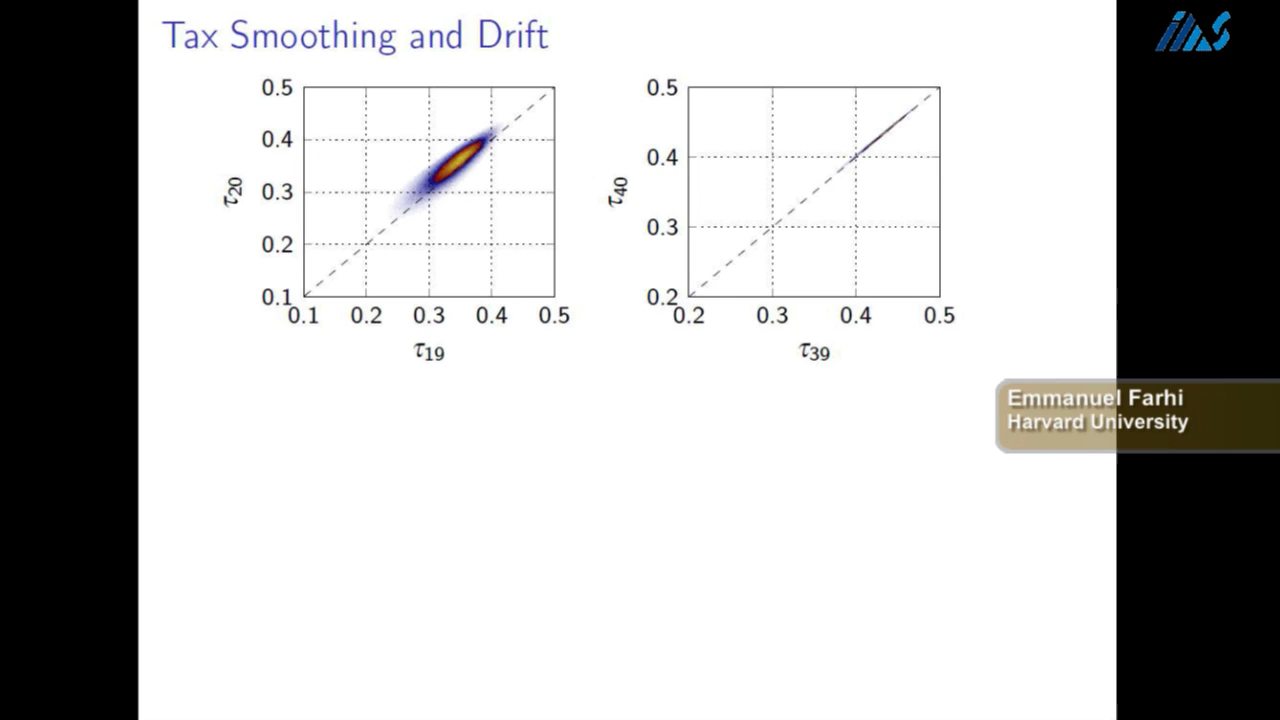 Tax Smoothing and Drift
0.5
0.4
0.3
0.2
0.1
τ20
0.1 0.2 0.3 0.4 0.5
τ19
0.5
0.4
0.3
0.2
τ40
0.2 0.3 0.4 0.5
τ39
Emmanuel Farhi
Harvard University